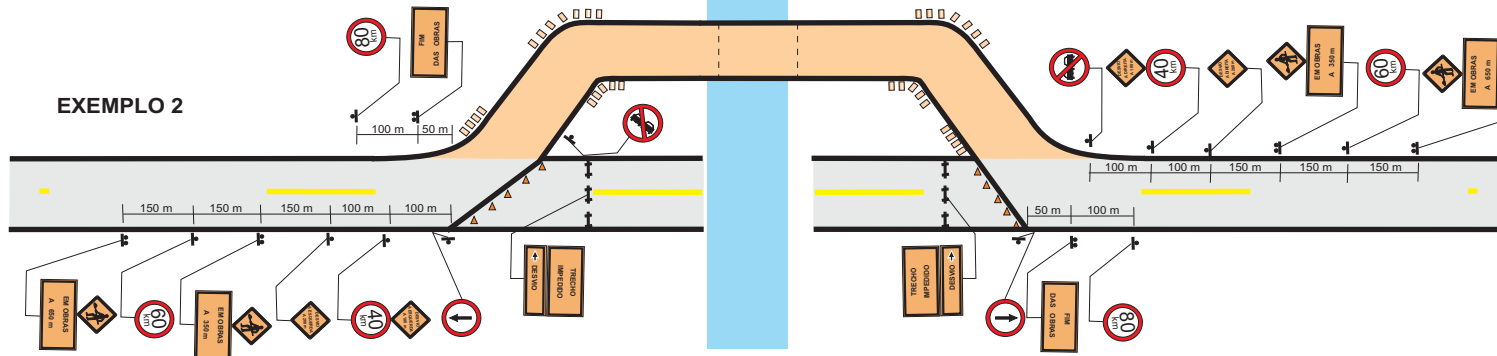 EXEMPLO 2
80
km
FIM
DAS OBRAS
100 m
50 m
40
km
EM OBRAS
A 350 m
60
km
EM OBRAS
A 650 m
100 m
100 m
150 m
150 m
150 m
150 m
150 m
150 m
100 m
100 m
50 m
100 m
EM OBRAS
A 650 m
60
km
EM OBRAS
A 350 m
40
km
DESVIO
TRECHO
IMPEDIDO
DESVIO
IMPEDIDO
TRECHO
FIM
DAS OBRAS
80
km